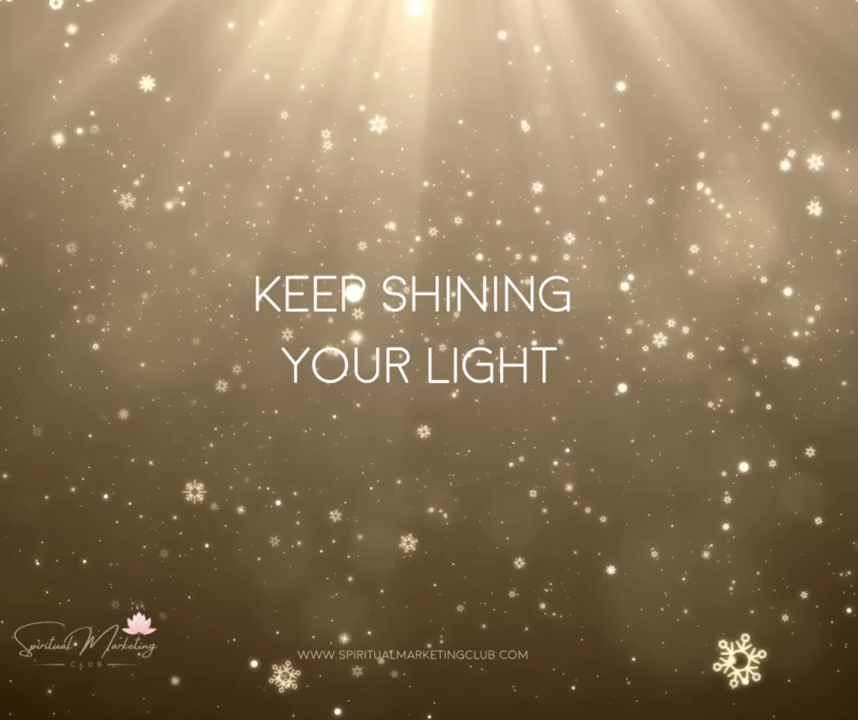 KEEP SHINING
YOUR LIGHT
Spiritual Marketing
CLUB
WWW.SPIRITUALMARKETINGCLUB.COM